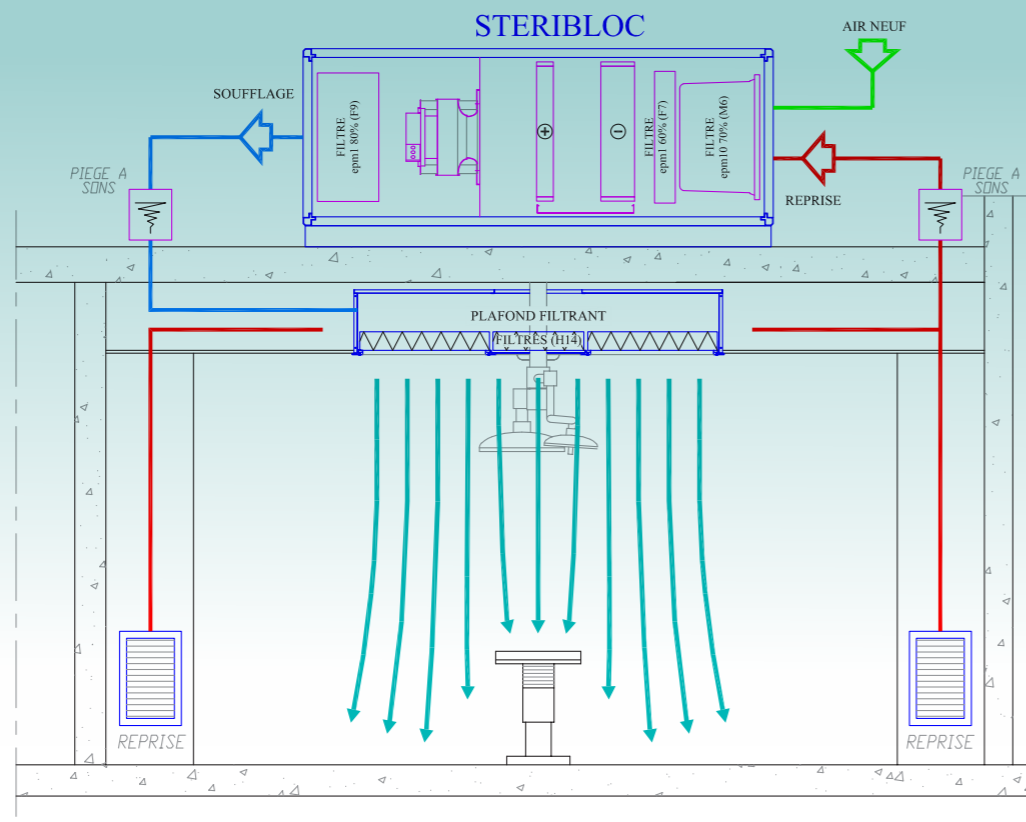 STERIBLOC
AIR NEUF
SOUFFLAGE
PIEGE A
SONS
FILTRE
epm1 80% (F9)
+
−
FILTRE
epm1 60% (F7)
FILTRE
epm10 70% (M6)
REPRISE
PIEGE A
SONS
PLAFOND FILTRANT
FILTRES (H14)
REPRISE
REPRISE